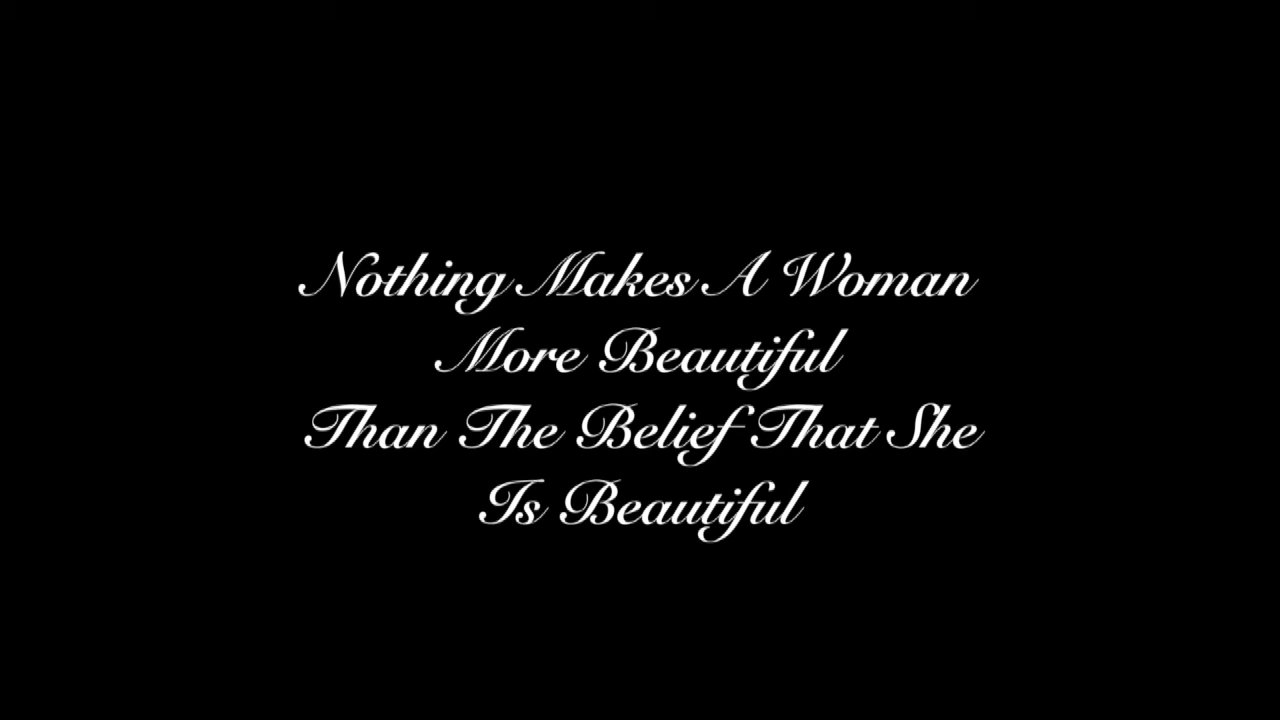 Nothing Makes A Woman
More Beautiful
Than The Belief That She
Is Beautiful